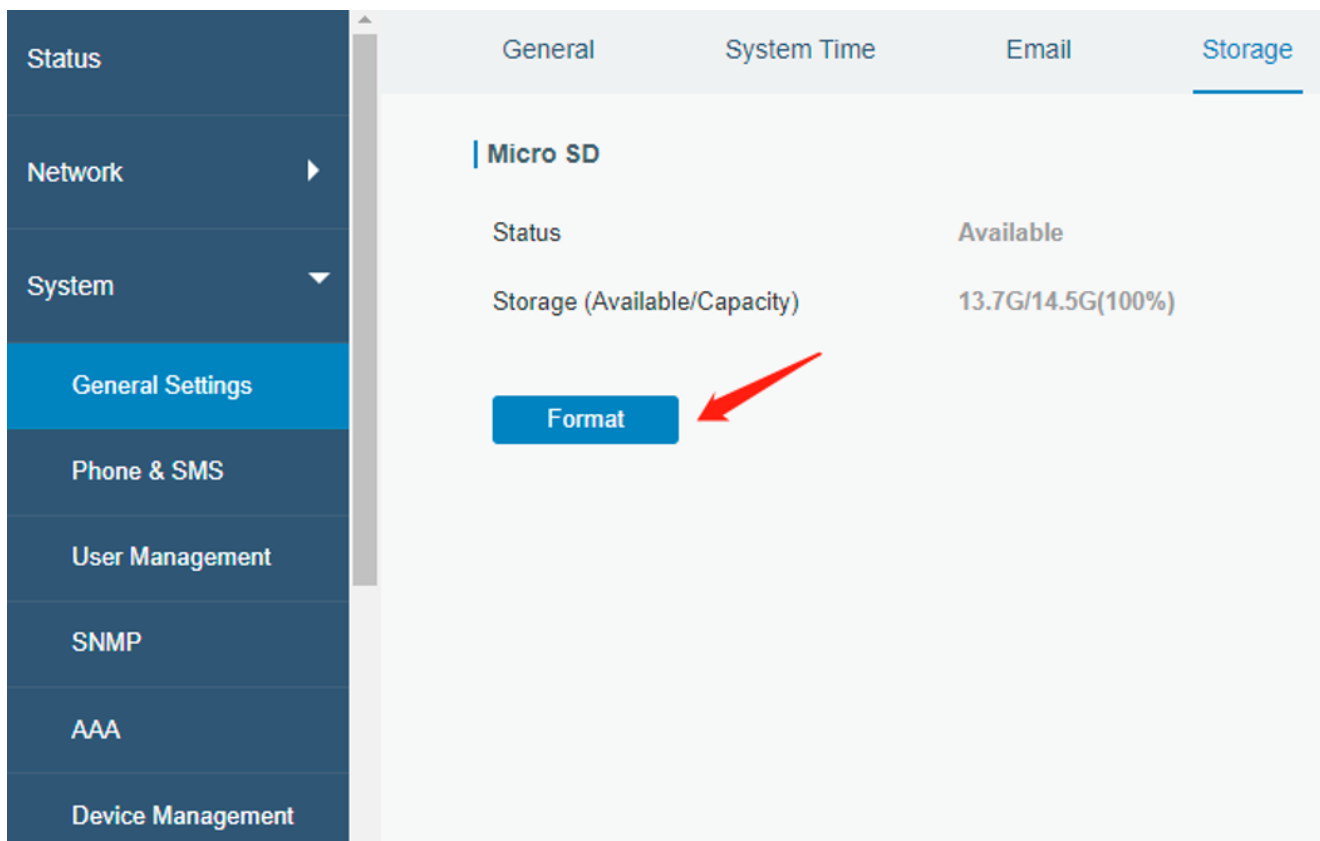 Status
Network
System
General Settings
Phone & SMS
User Management
SNMP
AAA
Device Management
General System Time Email Storage
Micro SD
Status Available
Storage (Available/Capacity) 13.7G/14.5G(100%)
Format